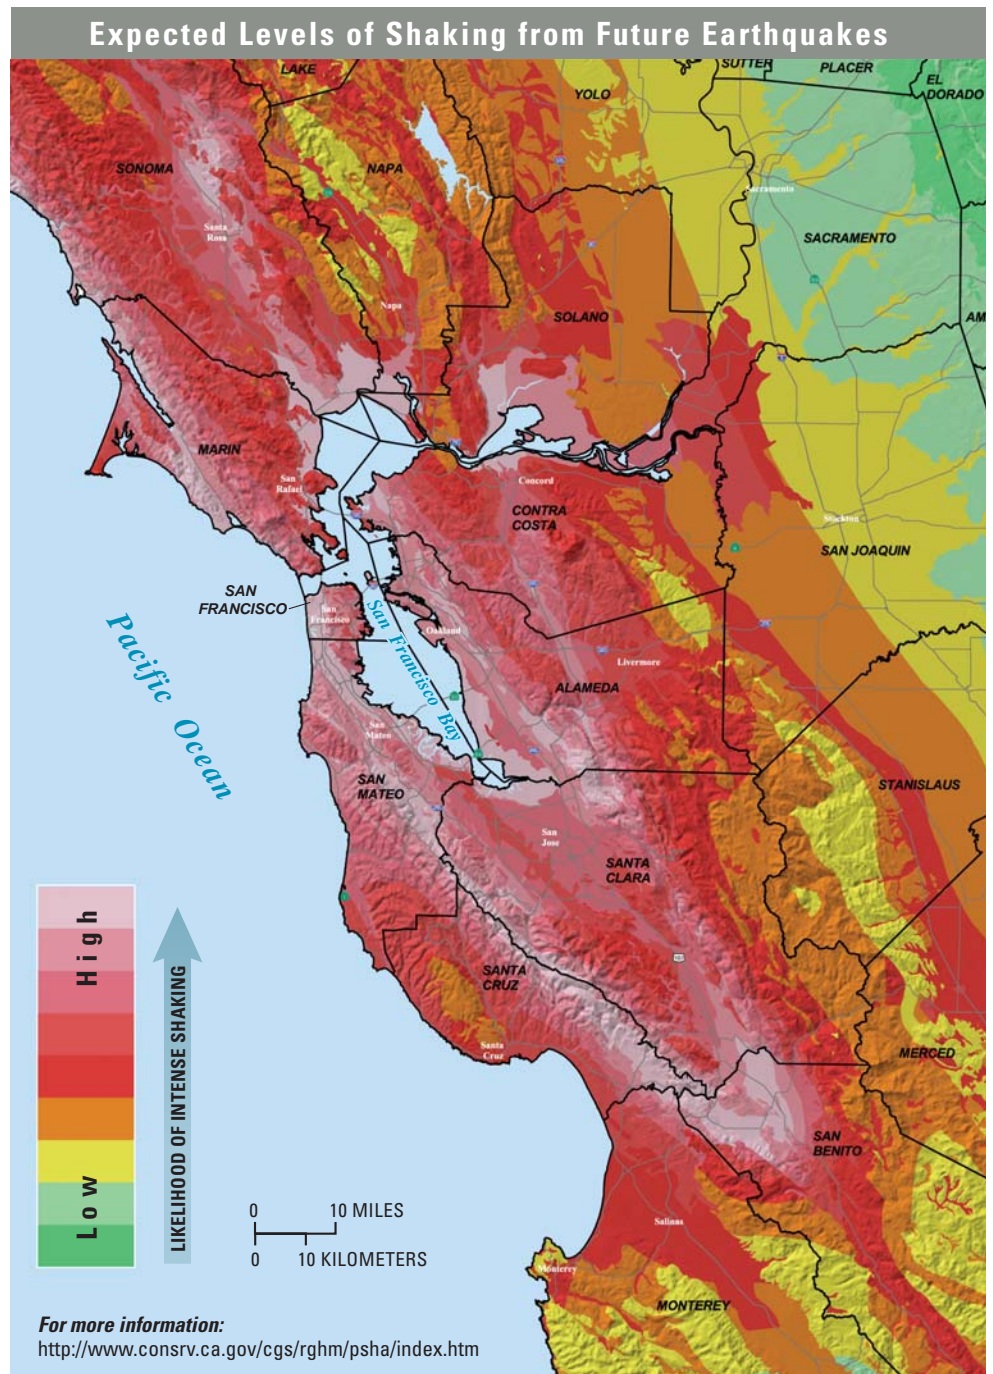 Expected Levels of Shaking from Future Earthquakes
LAKE
SUTTER
PLACER
EL
DORADO
YOLO
SONOMA
NAPA
Sacramento
Santa
Rosa
SACRAMENTO
Napa
SOLANO
AM
MARIN
San
Rafael
Concord
CONTRA
COSTA
Stockton
SAN JOAQUIN
SAN
FRANCISCO
San
Francisco
Oakland
San Francisco Bay
Livermore
ALAMEDA
Pacific Ocean
San
Mateo
SAN
MATEO
STANISLAUS
San
Jose
SANTA
CLARA
101
SANTA
CRUZ
Santa
Cruz
MERCED
SAN
BENITO
Salinas
Monterey
MONTEREY
High
Low
LIKELIHOOD OF INTENSE SHAKING
0 10 MILES
0 10 KILOMETERS
For more information:
http://www.consrv.ca.gov/cgs/rghm/psha/index.htm